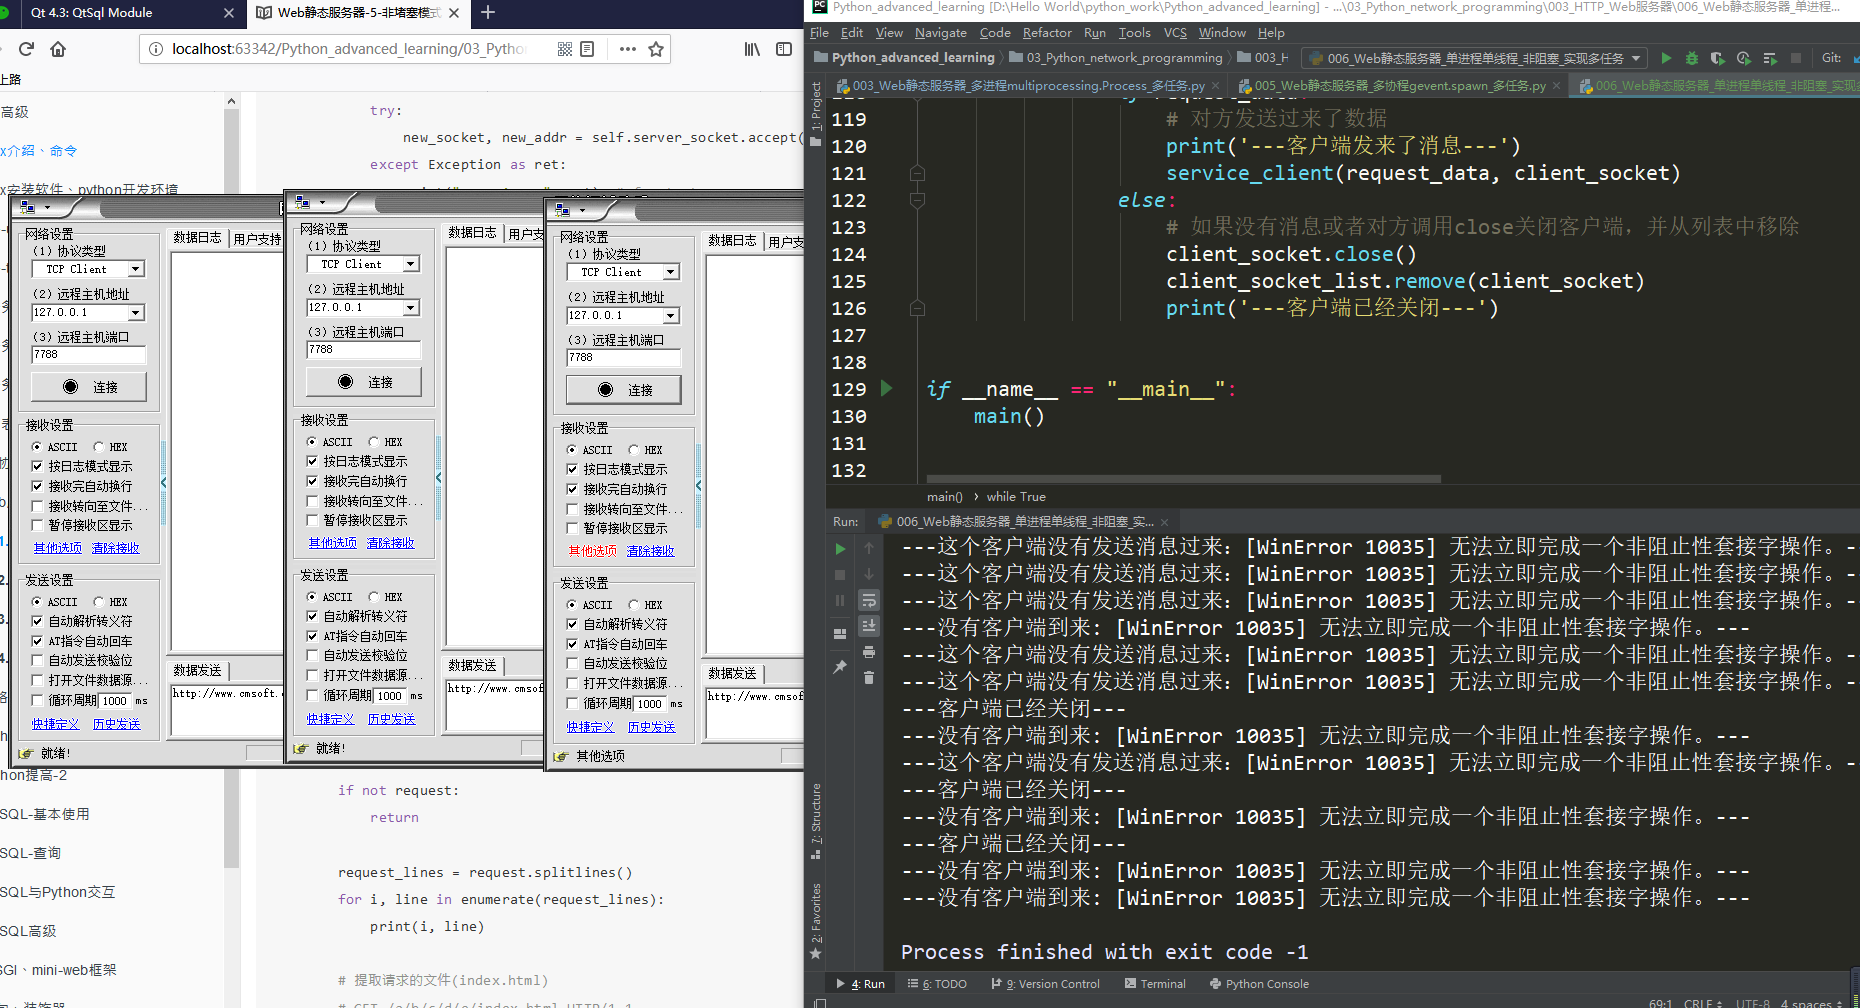 Qt 4.3: QtSql Module
Web静态服务器-5-非堵塞模式
localhost:63342/Python_advanced_learning/03_Pytho
上路
高级
x介绍、命令
x安装软件、python开发环境
try:
new_socket, new_addr = self.server_socket.accept(
except Exception as ret:
网络设置
(1) 协议类型
TCP Client
(2) 远程主机地址
127.0.0.1
(3) 远程主机端口
7788
连接
接收设置
ASCII HEX
按日志模式显示
接收完自动换行
接收转向至文件...
暂停接收区显示
其他选项 清除接收
发送设置
ASCII HEX
自动解析转义符
AT指令自动回车
自动发送校验位
打开文件数据源...
循环周期 1000 ms
快捷定义 历史发送
就绪!
数据日志 用户支持
数据发送
http://www.cmsoft.
网络设置
(1) 协议类型
TCP Client
(2) 远程主机地址
127.0.0.1
(3) 远程主机端口
7788
连接
接收设置
ASCII HEX
按日志模式显示
接收完自动换行
接收转向至文件...
暂停接收区显示
其他选项 清除接收
发送设置
ASCII HEX
自动解析转义符
AT指令自动回车
自动发送校验位
打开文件数据源...
循环周期 1000 ms
快捷定义 历史发送
就绪!
数据日志 用户支
数据发送
http://www.cmsof
网络设置
(1) 协议类型
TCP Client
(2) 远程主机地址
127.0.0.1
(3) 远程主机端口
7788
连接
接收设置
ASCII HEX
按日志模式显示
接收完自动换行
接收转向至文件...
暂停接收区显示
其他选项 清除接收
发送设置
ASCII HEX
自动解析转义符
AT指令自动回车
自动发送校验位
打开文件数据源...
循环周期 1000 ms
快捷定义 历史发送
其他选项
数据日志 用户支
数据发送
http://www.cmsof
hon提高-2
SQL-基本使用
SQL-查询
SQL与Python交互
SQL高级
SGI、mini-web框架
if not request:
return
request_lines = request.splitlines()
for i, line in enumerate(request_lines):
print(i, line)
# 提取请求的文件(index.html)
Python_advanced_learning [D:\Hello World\python_work\Python_advanced_learning] - ...\03_Python_network_programming\003_HTTP_Web服务器\006_Web静态服务器_单进程...
File Edit View Navigate Code Refactor Run Tools VCS Window Help
Python_advanced_learning 03_Python_network_programming 003_H 006_Web静态服务器_单进程单线程_非阻塞_实现多任务 Git:
003_Web静态服务器_多进程multiprocessing.Process_多任务.py 005_Web静态服务器_多协程gevent.spawn_多任务.py 006_Web静态服务器_单进程单线程_非阻塞_实现
1: Project
119 # 对方发送过来了数据
120 print('---客户端发来了消息---')
121 service_client(request_data, client_socket)
122 else:
123 # 如果没有消息或者对方调用close关闭客户端，并从列表中移除
124 client_socket.close()
125 client_socket_list.remove(client_socket)
126 print('---客户端已经关闭---')
127
128
129 if __name__ == "__main__":
130 main()
131
132
main() › while True
Run: 006_Web静态服务器_单进程单线程_非阻塞_实...
---这个客户端没有发送消息过来：[WinError 10035] 无法立即完成一个非阻止性套接字操作。-
---这个客户端没有发送消息过来：[WinError 10035] 无法立即完成一个非阻止性套接字操作。-
---这个客户端没有发送消息过来：[WinError 10035] 无法立即完成一个非阻止性套接字操作。-
---没有客户端到来：[WinError 10035] 无法立即完成一个非阻止性套接字操作。---
---这个客户端没有发送消息过来：[WinError 10035] 无法立即完成一个非阻止性套接字操作。-
---这个客户端没有发送消息过来：[WinError 10035] 无法立即完成一个非阻止性套接字操作。-
---客户端已经关闭---
---没有客户端到来：[WinError 10035] 无法立即完成一个非阻止性套接字操作。---
---这个客户端没有发送消息过来：[WinError 10035] 无法立即完成一个非阻止性套接字操作。-
---客户端已经关闭---
---没有客户端到来：[WinError 10035] 无法立即完成一个非阻止性套接字操作。---
---客户端已经关闭---
---没有客户端到来：[WinError 10035] 无法立即完成一个非阻止性套接字操作。---
---没有客户端到来：[WinError 10035] 无法立即完成一个非阻止性套接字操作。---
Process finished with exit code -1
7: Structure
2: Favorites
4: Run 6: TODO 9: Version Control Terminal Python Console
69:1 CRLF UTF-8 4 spaces